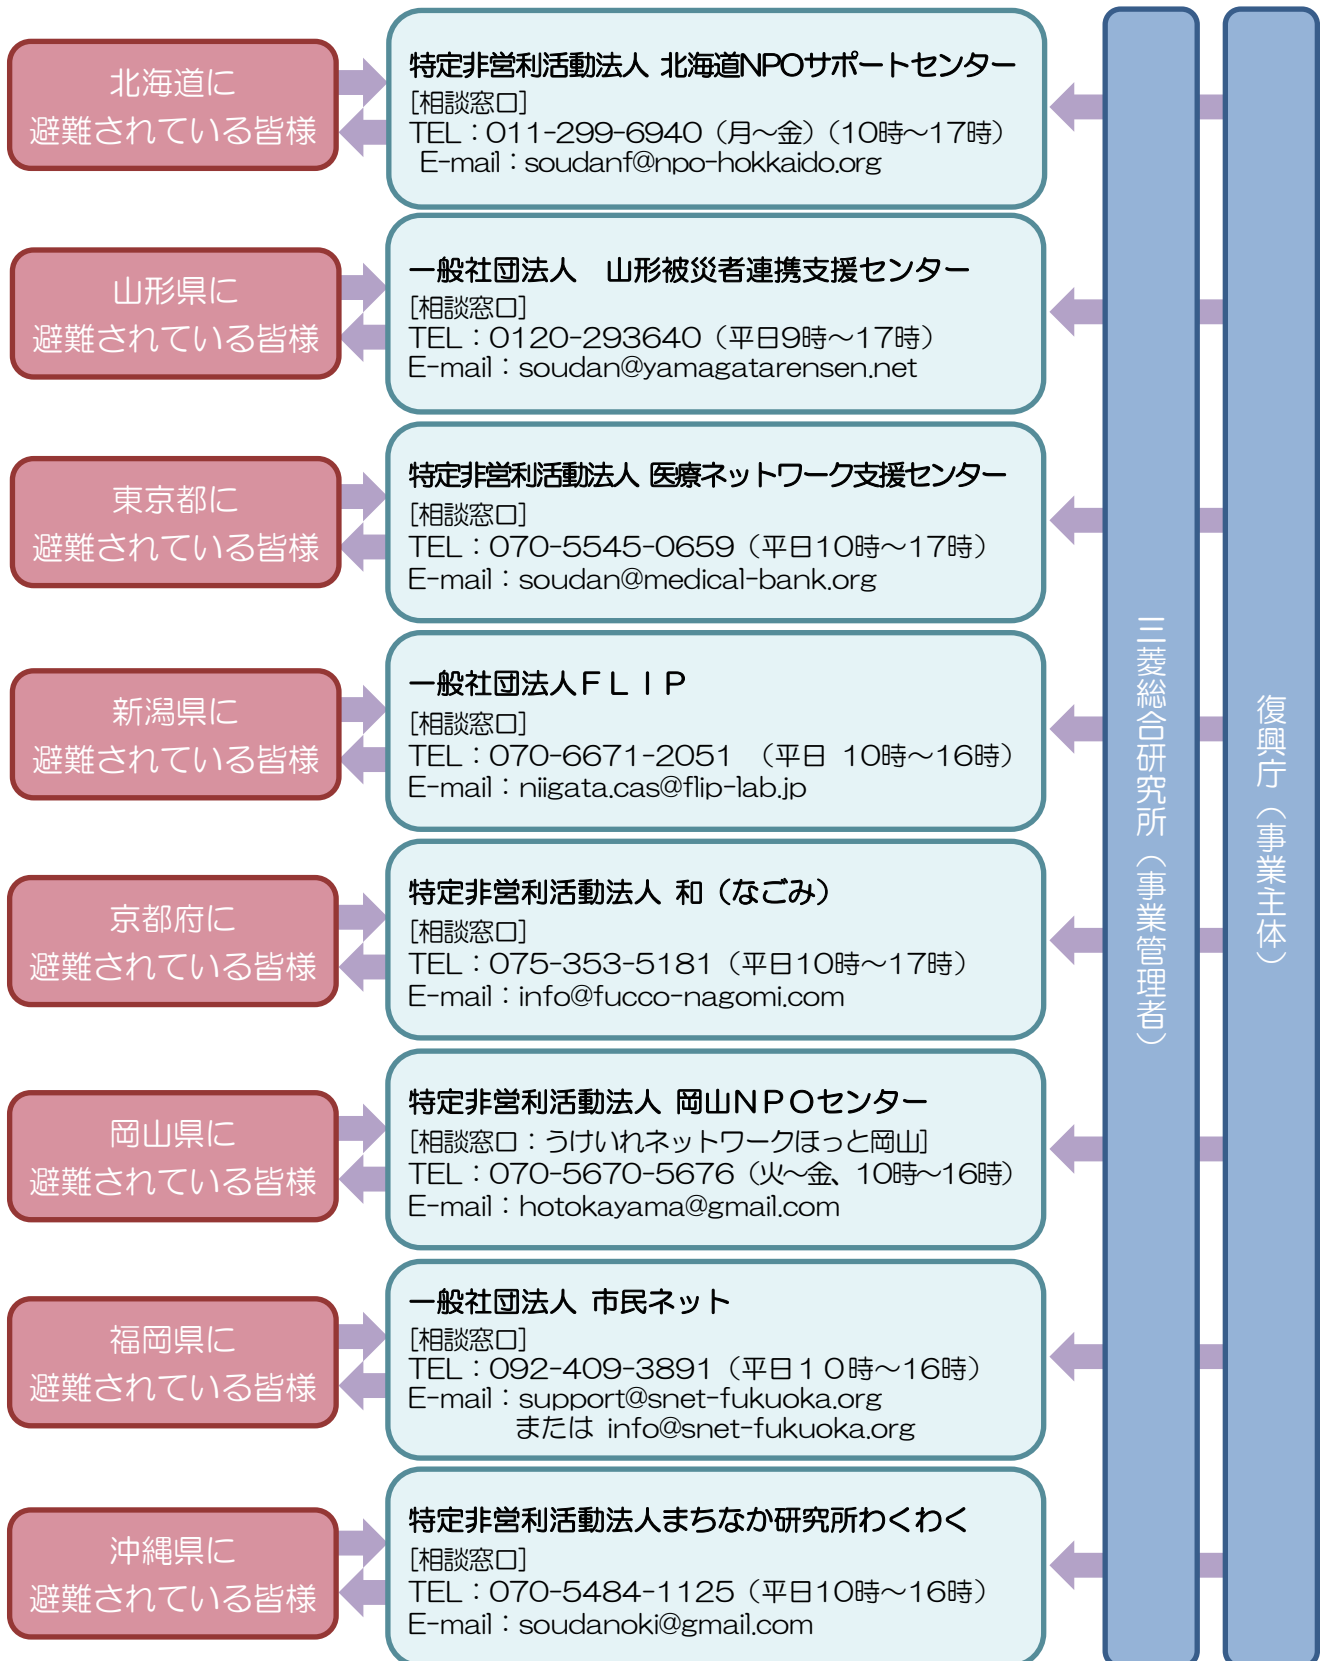 北海道に
避難されている皆様
特定非営利活動法人 北海道NPOサポートセンター
[相談窓口]
TEL：011-299-6940（月～金）（10時～17時）
E-mail：soudanf@npo-hokkaido.org
山形県に
避難されている皆様
一般社団法人　山形被災者連携支援センター
[相談窓口]
TEL：0120-293640（平日9時～17時）
E-mail：soudan@yamagatarensen.net
東京都に
避難されている皆様
特定非営利活動法人 医療ネットワーク支援センター
[相談窓口]
TEL：070-5545-0659（平日10時～17時）
E-mail：soudan@medical-bank.org
新潟県に
避難されている皆様
一般社団法人ＦＬＩＰ
[相談窓口]
TEL：070-6671-2051 （平日 10時～16時）
E-mail：niigata.cas@flip-lab.jp
京都府に
避難されている皆様
特定非営利活動法人 和（なごみ）
[相談窓口]
TEL：075-353-5181（平日10時～17時）
E-mail：info@fucco-nagomi.com
岡山県に
避難されている皆様
特定非営利活動法人 岡山ＮＰＯセンター
[相談窓口：うけいれネットワークほっと岡山]
TEL：070-5670-5676（火～金、10時～16時）
E-mail：hotokayama@gmail.com
福岡県に
避難されている皆様
一般社団法人 市民ネット
[相談窓口]
TEL：092-409-3891（平日１０時～16時）
E-mail：support@snet-fukuoka.org
または info@snet-fukuoka.org
沖縄県に
避難されている皆様
特定非営利活動法人まちなか研究所わくわく
[相談窓口]
TEL：070-5484-1125（平日10時～16時）
E-mail：soudanoki@gmail.com
三菱総合研究所（事業管理者）
復興庁（事業主体）